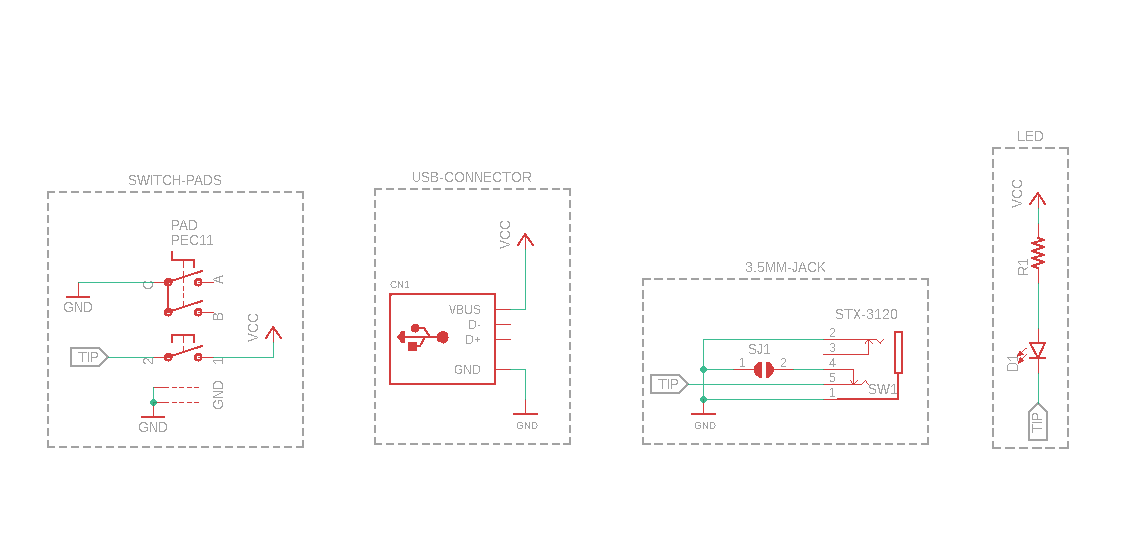 SWITCH-PADS
PAD
PEC11
C
A
B
GND
VCC
TIP
2
1
GND
GND
USB-CONNECTOR
VCC
CN1
VBUS
D-
D+
GND
GND
3.5MM-JACK
STX-3120
2
3
SJ1
1
2
4
TIP
5
SW1
1
GND
LED
VCC
R1
D1
TIP